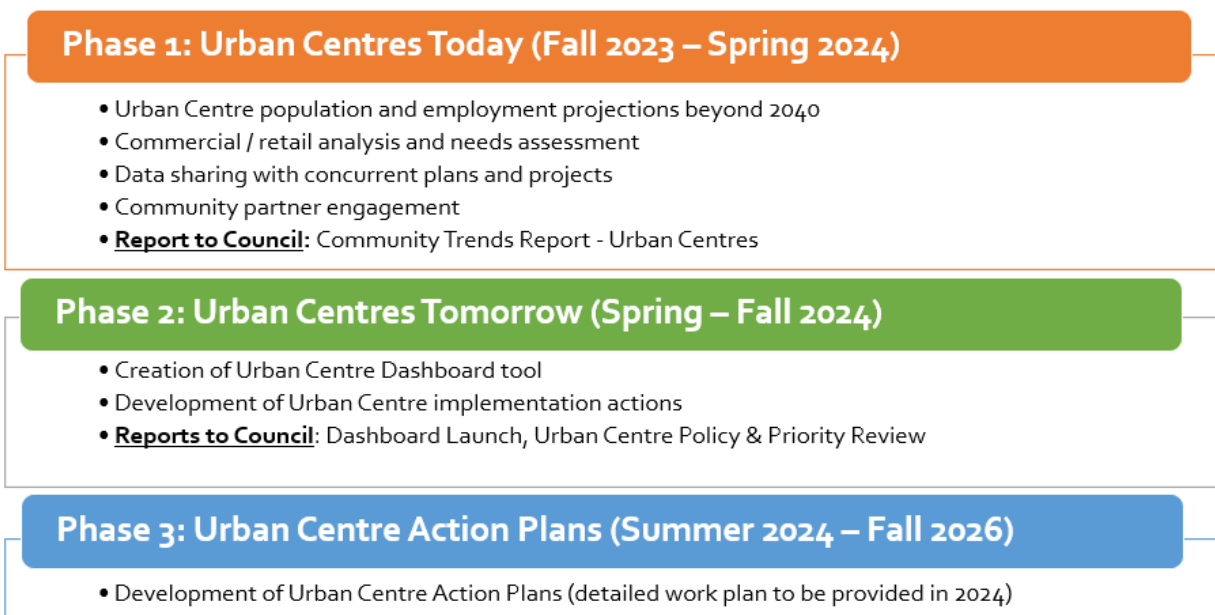 Phase 1: Urban Centres Today (Fall 2023 – Spring 2024)
• Urban Centre population and employment projections beyond 2040
• Commercial / retail analysis and needs assessment
• Data sharing with concurrent plans and projects
• Community partner engagement
• Report to Council: Community Trends Report - Urban Centres
Phase 2: Urban Centres Tomorrow (Spring – Fall 2024)
• Creation of Urban Centre Dashboard tool
• Development of Urban Centre implementation actions
• Reports to Council: Dashboard Launch, Urban Centre Policy & Priority Review
Phase 3: Urban Centre Action Plans (Summer 2024 – Fall 2026)
• Development of Urban Centre Action Plans (detailed work plan to be provided in 2024)